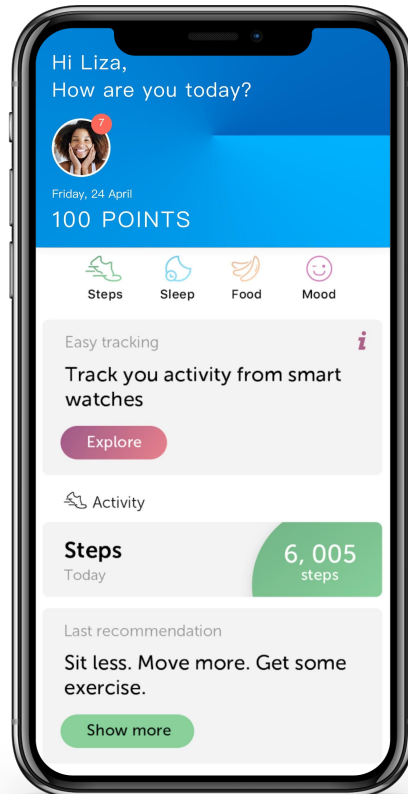 Hi Liza,
How are you today?
7
Friday, 24 April
100 POINTS
Steps Sleep Food Mood
Easy tracking i
Track you activity from smart
watches
Explore
Activity
Steps 6, 005
Today steps
Last recommendation
Sit less. Move more. Get some
exercise.
Show more